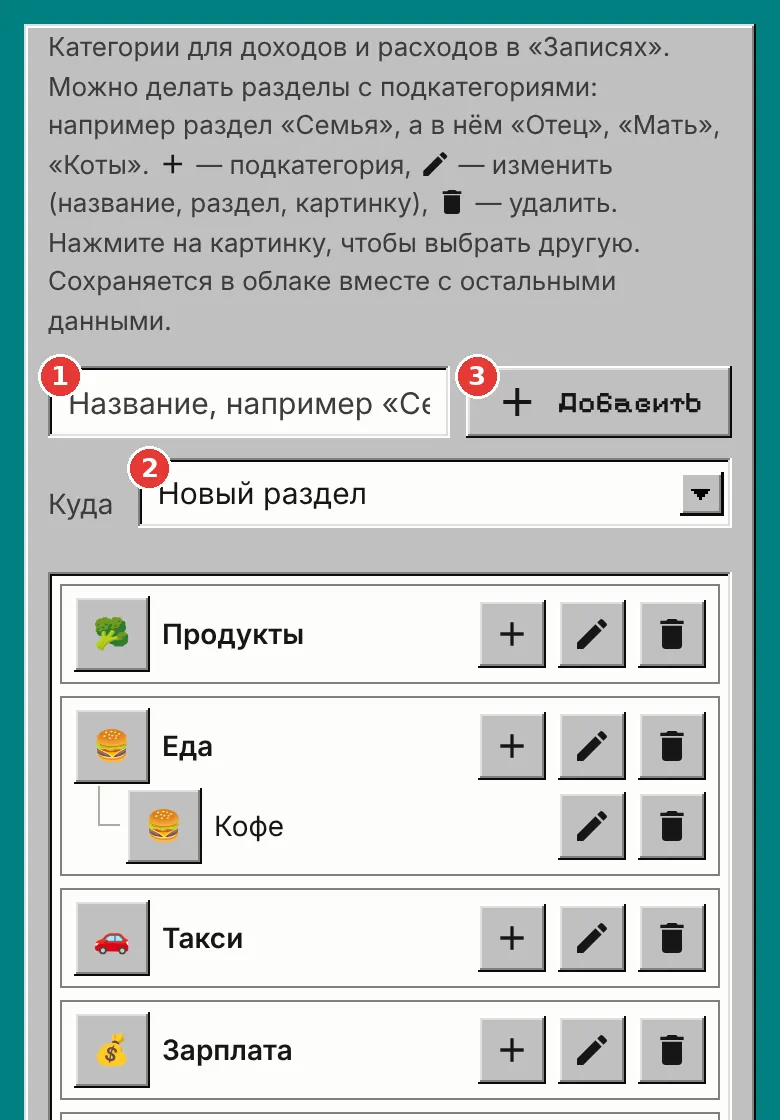 Категории для доходов и расходов в «Записях».
Можно делать разделы с подкатегориями:
например раздел «Семья», а в нём «Отец», «Мать»,
«Коты». + — подкатегория, — изменить
(название, раздел, картинку), — удалить.
Нажмите на картинку, чтобы выбрать другую.
Сохраняется в облаке вместе с остальными
данными.
1
Название, например «Се
3
+ Добавить
2
Куда
Новый раздел
Продукты
Еда
Кофе
Такси
Зарплата